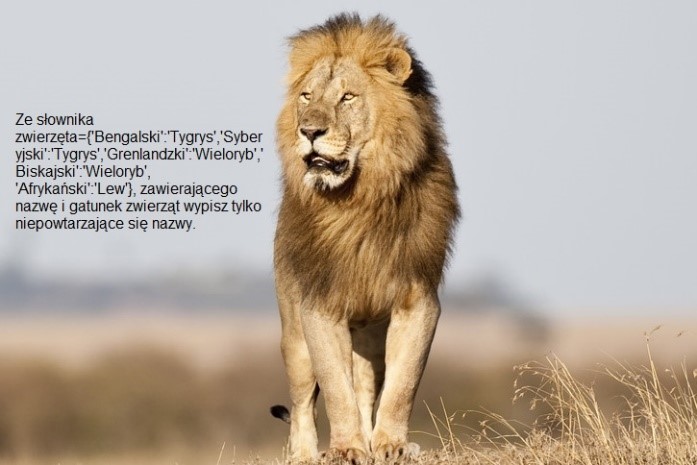 Ze słownika
zwierzęta={'Bengalski':'Tygrys','Syber
yjski':'Tygrys','Grenlandzki':'Wieloryb','
Biskajski':'Wieloryb',
'Afrykański':'Lew'}, zawierającego
nazwę i gatunek zwierząt wypisz tylko
niepowtarzające się nazwy.